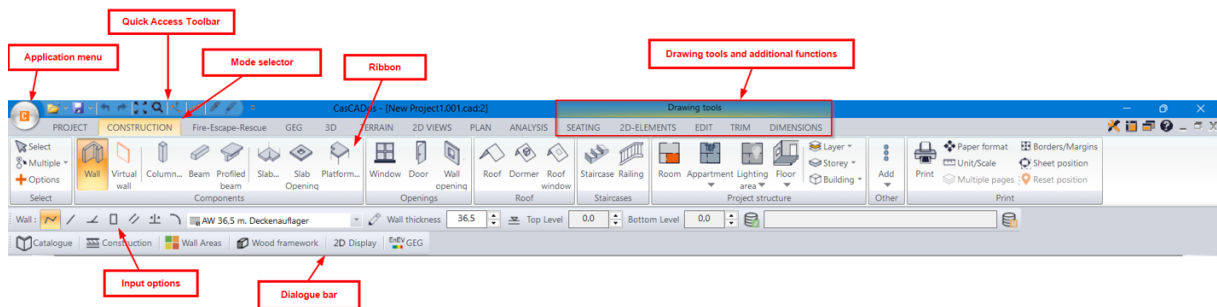 Quick Access Toolbar
Application menu
Mode selector
Ribbon
Drawing tools and additional functions
CasCADos - [New Project1.001.cad:2]
Drawing tools
PROJECT CONSTRUCTION Fire-Escape-Rescue GEG 3D TERRAIN 2D VIEWS PLAN ANALYSIS SEATING 2D-ELEMENTS EDIT TRIM DIMENSIONS
Select
Multiple
Options
Select
Wall
Virtual wall
Column...
Beam
Profiled beam
Slab...
Slab Opening
Platform...
Components
Window
Door
Wall opening
Openings
Roof
Dormer
Roof window
Roof
Staircase
Railing
Staircases
Room
Appartment
Lighting area
Floor
Layer
Storey
Building
Project structure
Add
Other
Print
Paper format
Unit/Scale
Multiple pages
Borders/Margins
Sheet position
Reset position
Print
Wall : AW 36,5 m. Deckenauflager Wall thickness 36,5 Top Level 0,0 Bottom Level 0,0
Catalogue Construction Wall Areas Wood framework 2D Display EnEV GEG
Input options
Dialogue bar